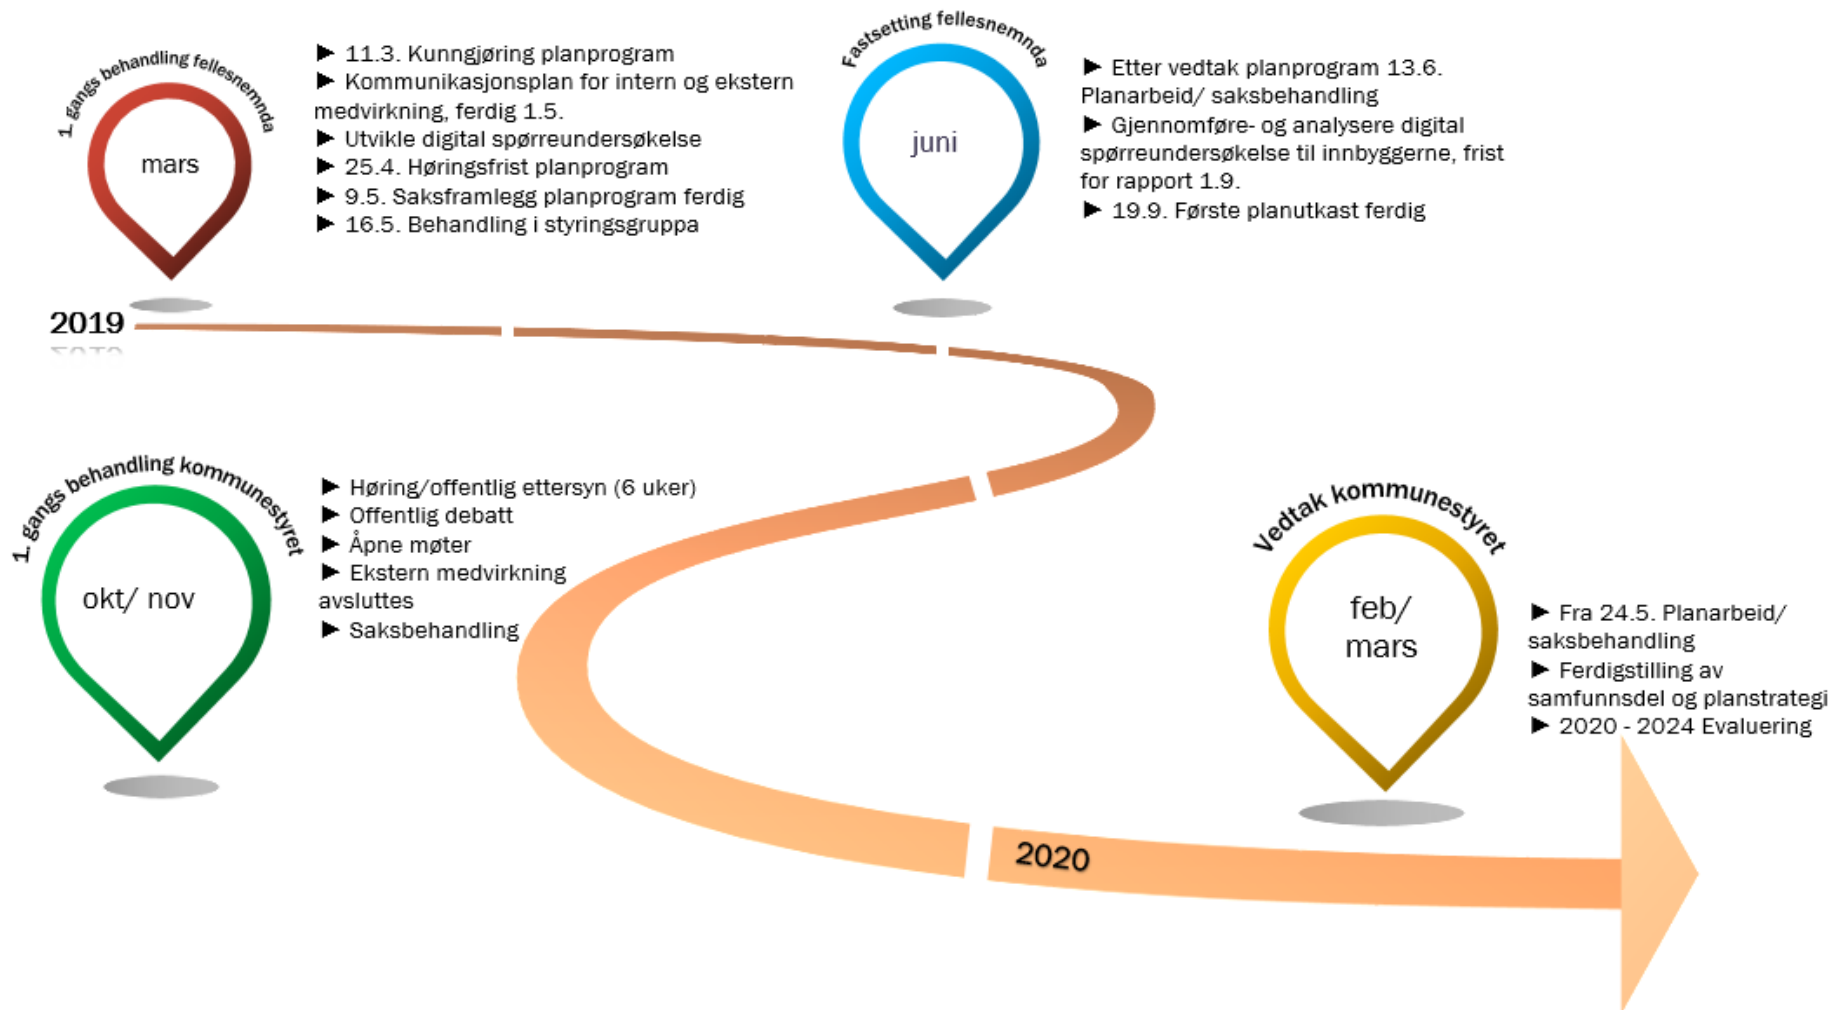 1. gangs behandling fellesnemnda
mars
► 11.3. Kunngjøring planprogram
► Kommunikasjonsplan for intern og ekstern
medvirkning, ferdig 1.5.
► Utvikle digital spørreundersøkelse
► 25.4. Høringsfrist planprogram
► 9.5. Saksframlegg planprogram ferdig
► 16.5. Behandling i styringsgruppa
Fastsetting fellesnemnda
juni
► Etter vedtak planprogram 13.6.
Planarbeid/ saksbehandling
► Gjennomføre- og analysere digital
spørreundersøkelse til innbyggerne, frist
for rapport 1.9.
► 19.9. Første planutkast ferdig
2019
1. gangs behandling kommunestyret
okt/ nov
► Høring/offentlig ettersyn (6 uker)
► Offentlig debatt
► Åpne møter
► Ekstern medvirkning
avsluttes
► Saksbehandling
Vedtak kommunestyret
feb/
mars
► Fra 24.5. Planarbeid/
saksbehandling
► Ferdigstilling av
samfunnsdel og planstrategi
► 2020 - 2024 Evaluering
2020